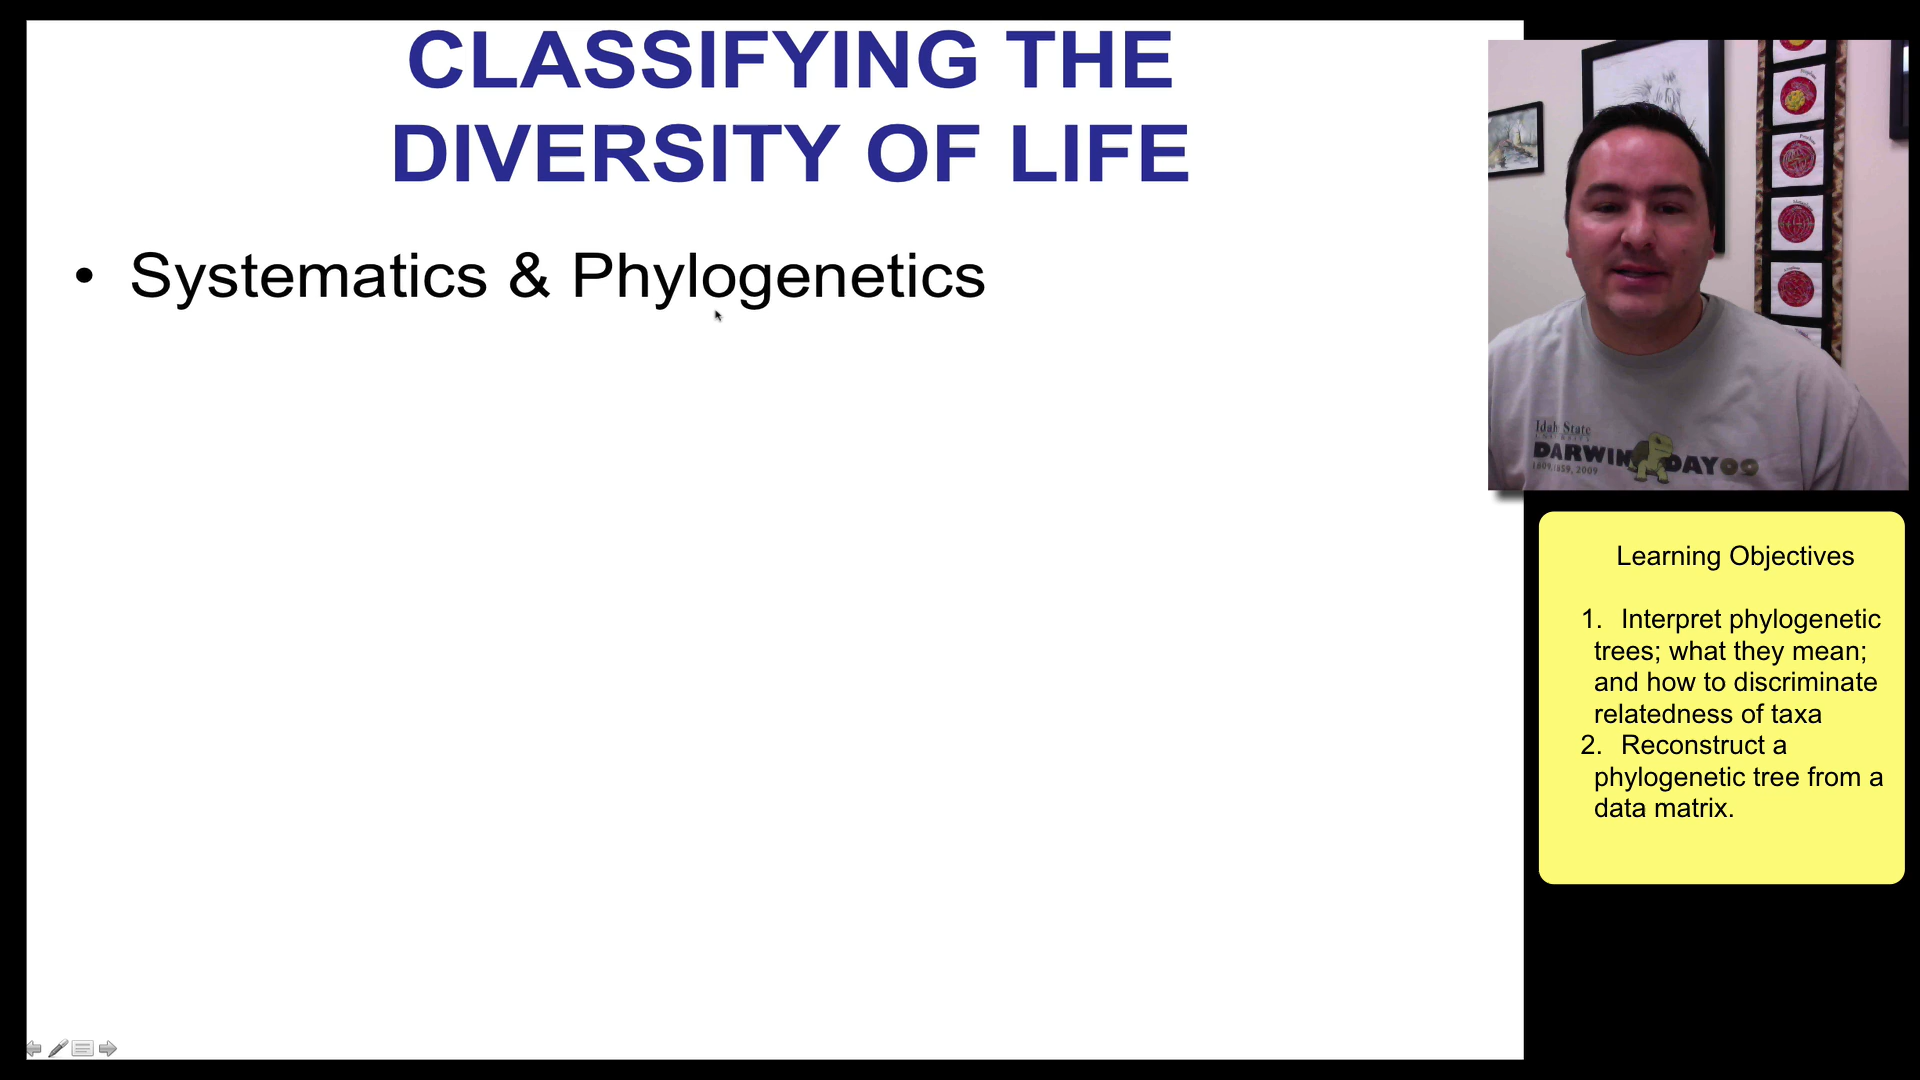 CLASSIFYING THE
DIVERSITY OF LIFE
• Systematics & Phylogenetics
Idaho State
DARWIN DAY 09
1809, 1859, 2009
Learning Objectives
1. Interpret phylogenetic
trees; what they mean;
and how to discriminate
relatedness of taxa
2. Reconstruct a
phylogenetic tree from a
data matrix.